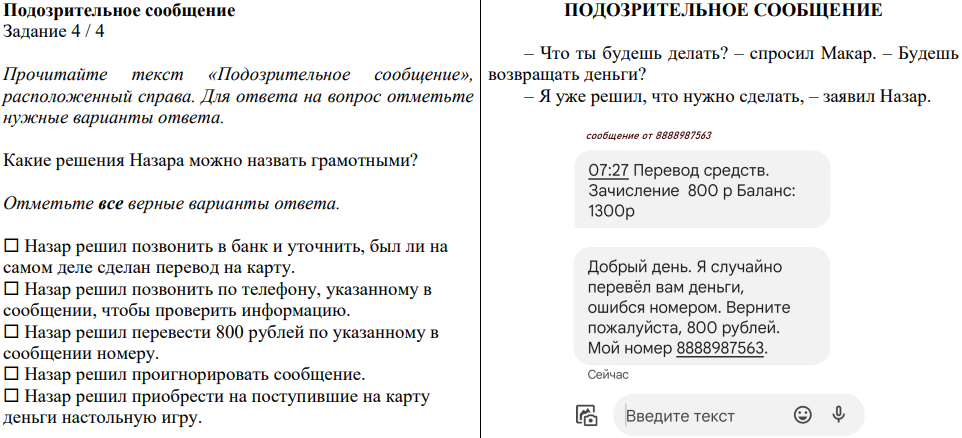 Подозрительное сообщение
Задание 4 / 4
Прочитайте текст «Подозрительное сообщение»,
расположенный справа. Для ответа на вопрос отметьте
нужные варианты ответа.
Какие решения Назара можно назвать грамотными?
Отметьте все верные варианты ответа.
☐ Назар решил позвонить в банк и уточнить, был ли на
самом деле сделан перевод на карту.
☐ Назар решил позвонить по телефону, указанному в
сообщении, чтобы проверить информацию.
☐ Назар решил перевести 800 рублей по указанному в
сообщении номеру.
☐ Назар решил проигнорировать сообщение.
☐ Назар решил приобрести на поступившие на карту
деньги настольную игру.
ПОДОЗРИТЕЛЬНОЕ СООБЩЕНИЕ
– Что ты будешь делать? – спросил Макар. – Будешь
возвращать деньги?
– Я уже решил, что нужно сделать, – заявил Назар.
сообщение от 8888987563
07:27 Перевод средств.
Зачисление 800 р Баланс:
1300р
Добрый день. Я случайно
перевёл вам деньги,
ошибся номером. Верните
пожалуйста, 800 рублей.
Мой номер 8888987563.
Сейчас
Введите текст